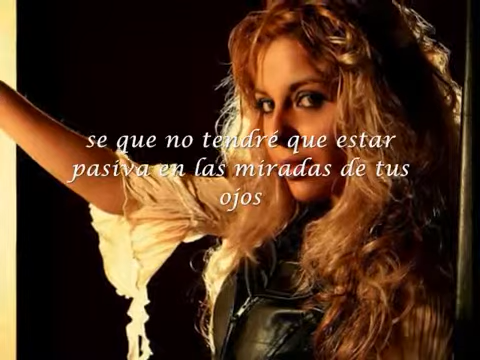 se que no tendré que estar
pasiva en las miradas de tus
ojos